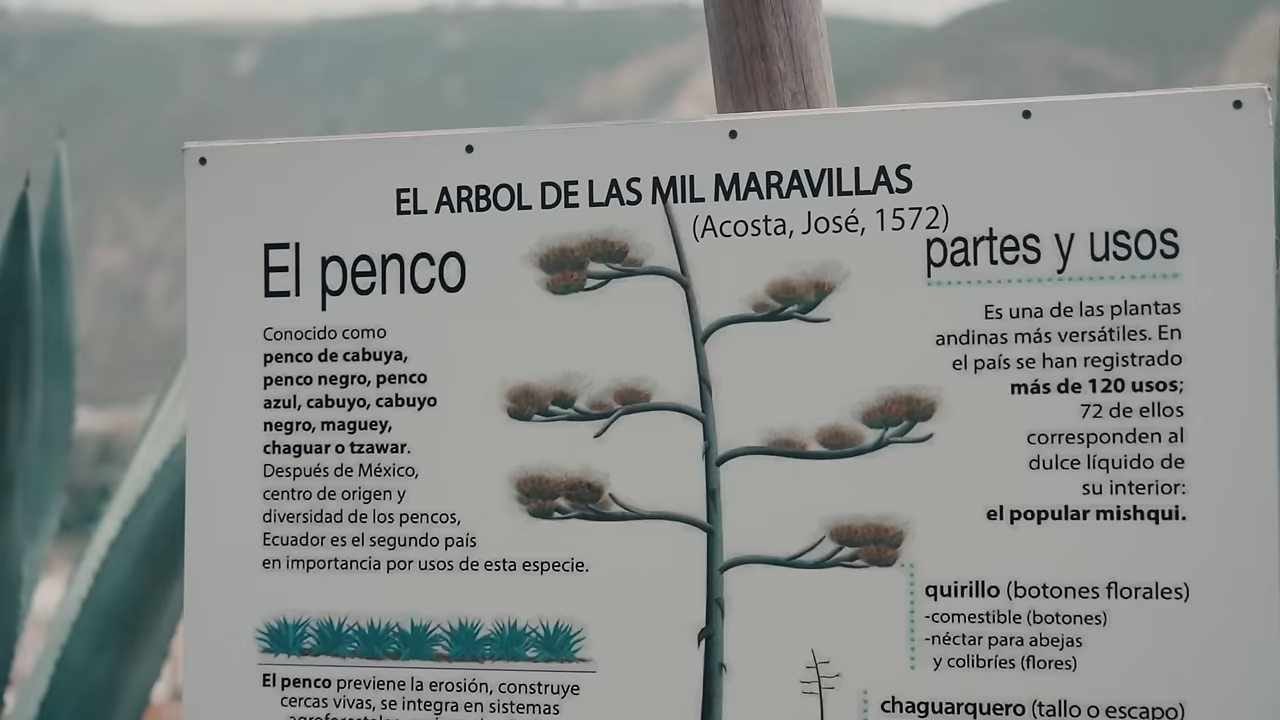 EL ARBOL DE LAS MIL MARAVILLAS
(Acosta, José, 1572)
El penco
Conocido como
penco de cabuya,
penco negro, penco
azul, cabuyo, cabuyo
negro, maguey,
chaguar o tzawar.
Después de México,
centro de origen y
diversidad de los pencos,
Ecuador es el segundo país
en importancia por usos de esta especie.
El penco previene la erosión, construye
cercas vivas, se integra en sistemas
partes y usos
Es una de las plantas
andinas más versátiles. En
el país se han registrado
más de 120 usos;
72 de ellos
corresponden al
dulce líquido de
su interior:
el popular mishqui.
quirillo (botones florales)
-comestible (botones)
-néctar para abejas
y colibríes (flores)
chaguarquero (tallo o escapo)